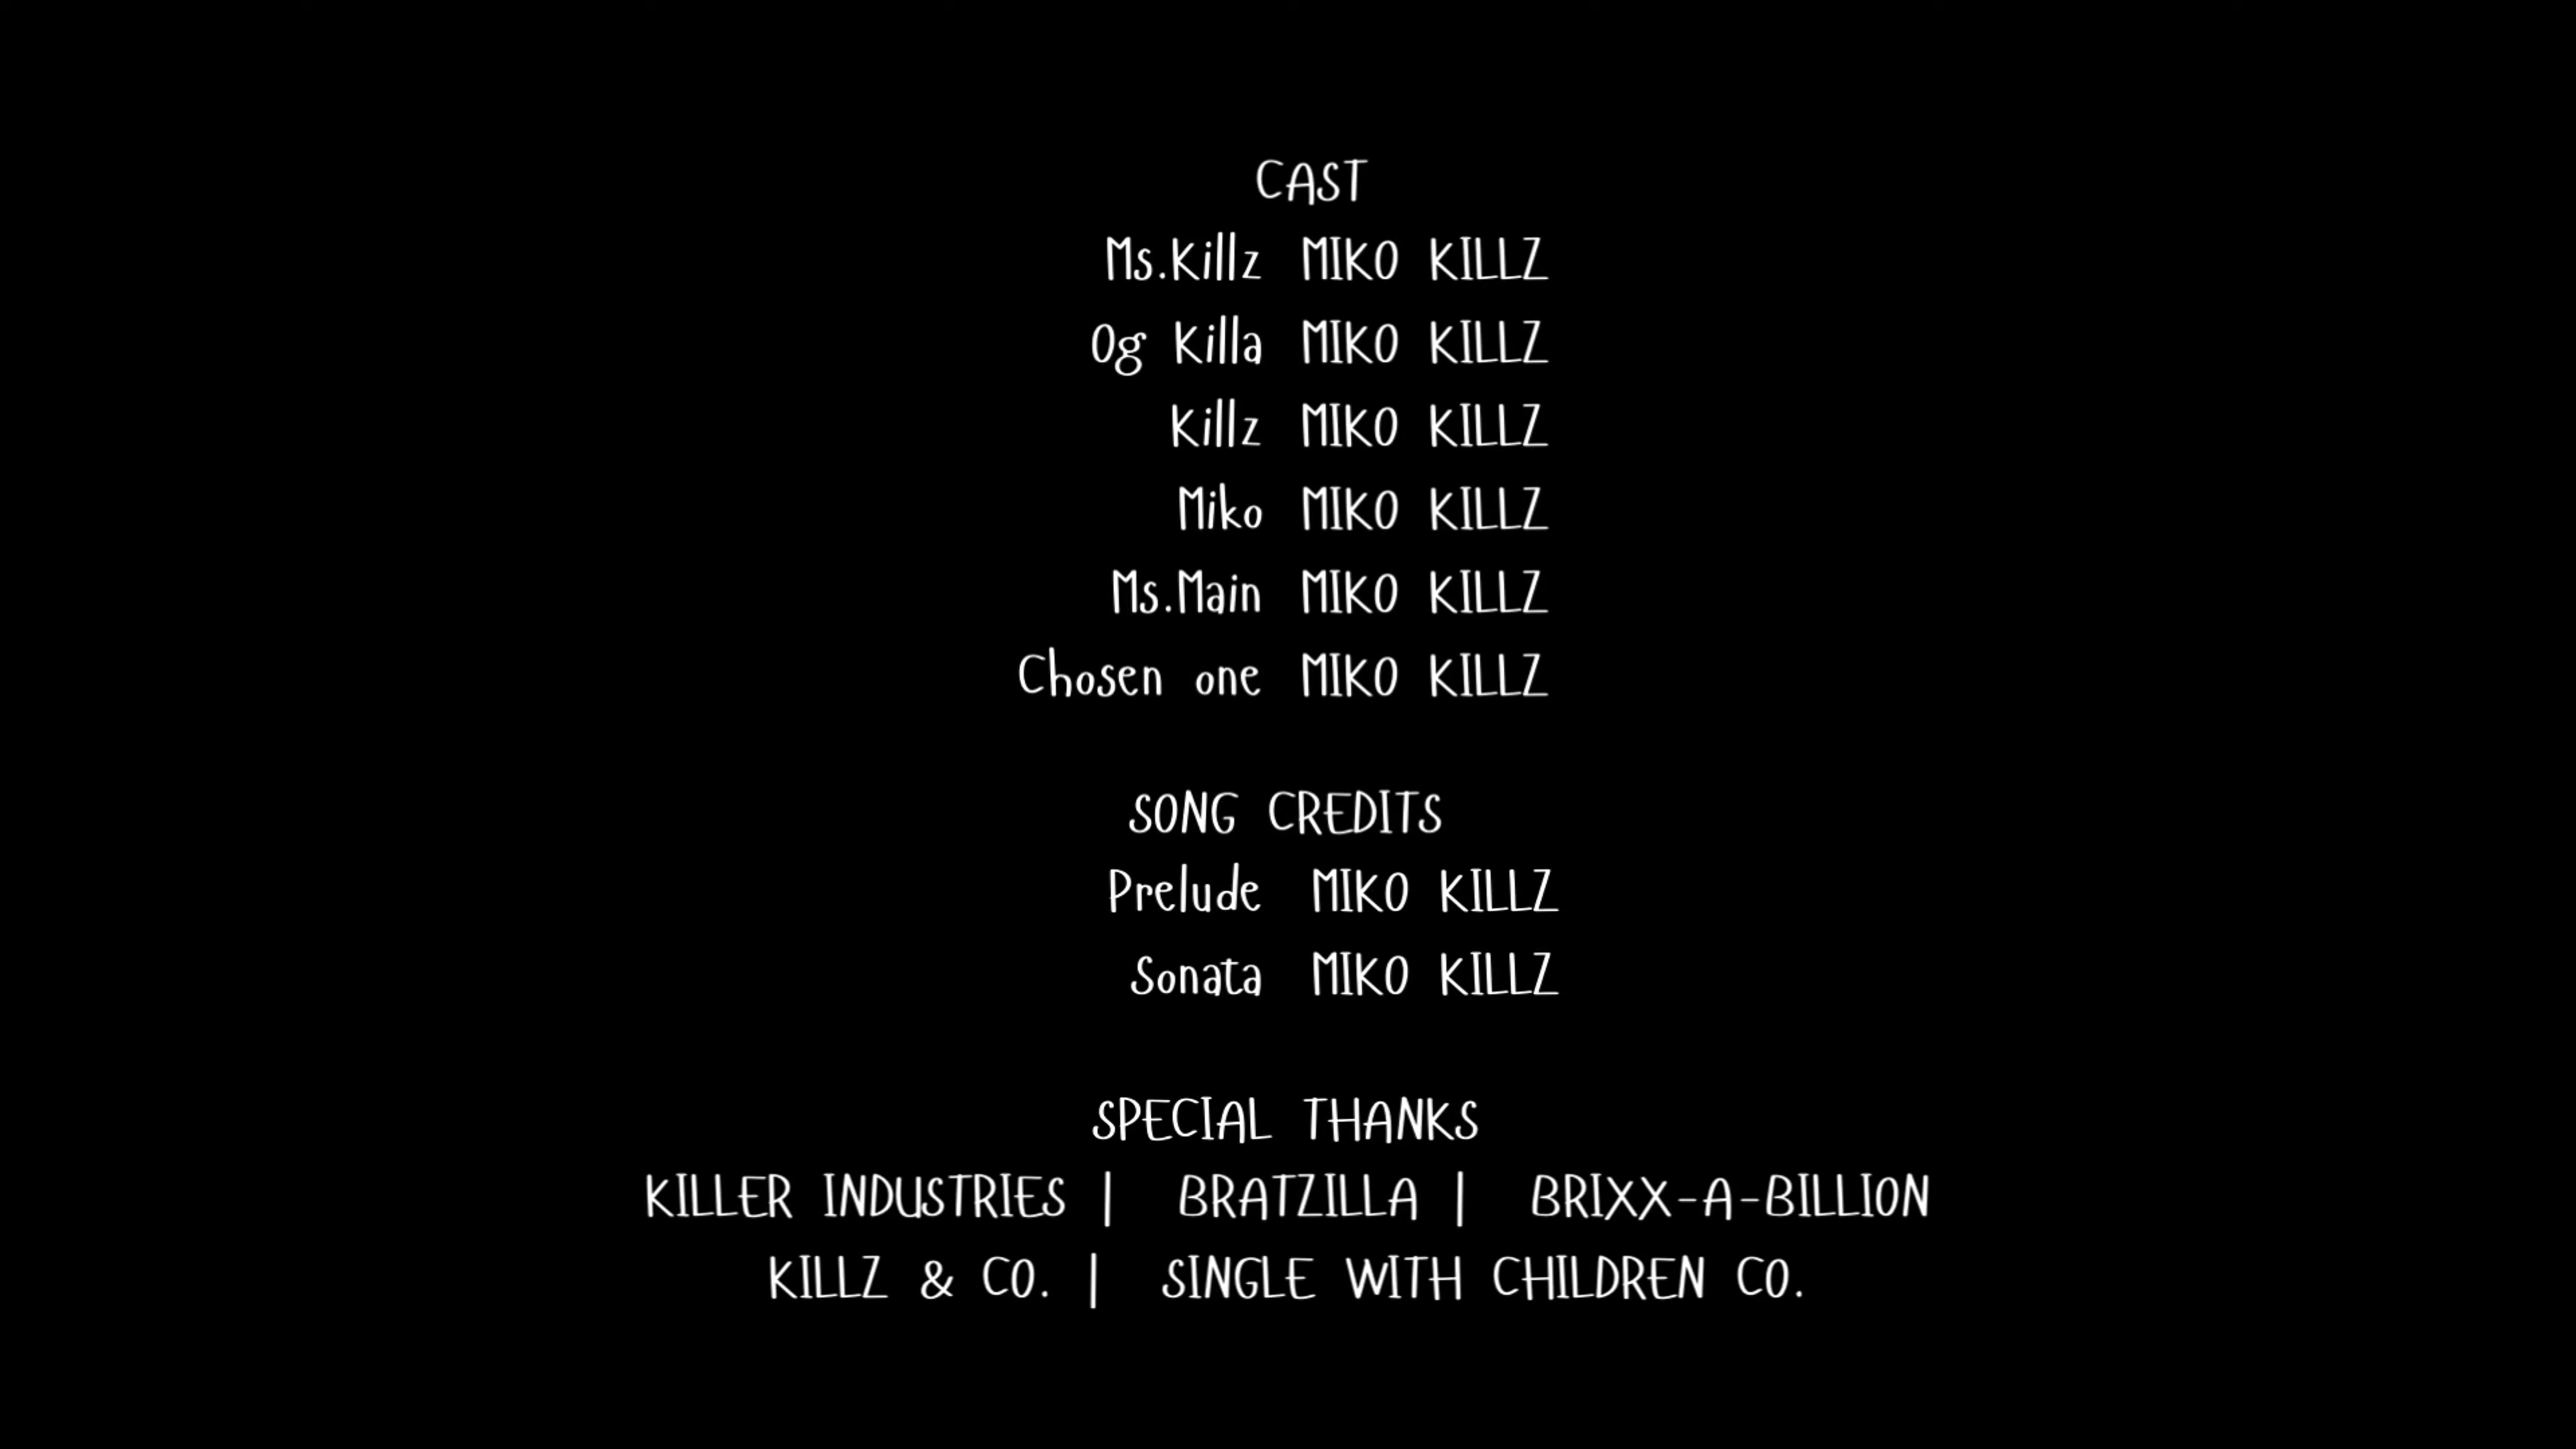 CAST
Ms.Killz MIKO KILLZ
Og Killa MIKO KILLZ
Killz MIKO KILLZ
Miko MIKO KILLZ
Ms.Main MIKO KILLZ
Chosen one MIKO KILLZ
SONG CREDITS
Prelude MIKO KILLZ
Sonata MIKO KILLZ
SPECIAL THANKS
KILLER INDUSTRIES | BRATZILLA | BRIXX-A-BILLION
KILLZ & CO. | SINGLE WITH CHILDREN CO.